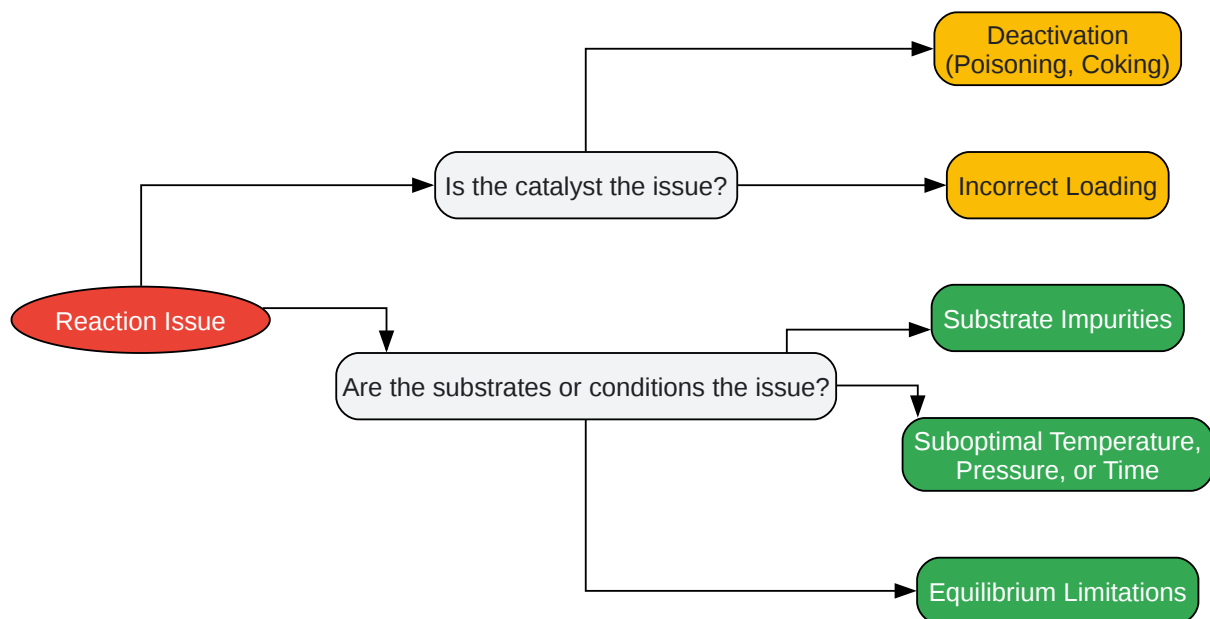 Deactivation
(Poisoning, Coking)
Is the catalyst the issue?
Incorrect Loading
Reaction Issue
Substrate Impurities
Are the substrates or conditions the issue?
Suboptimal Temperature,
Pressure, or Time
Equilibrium Limitations